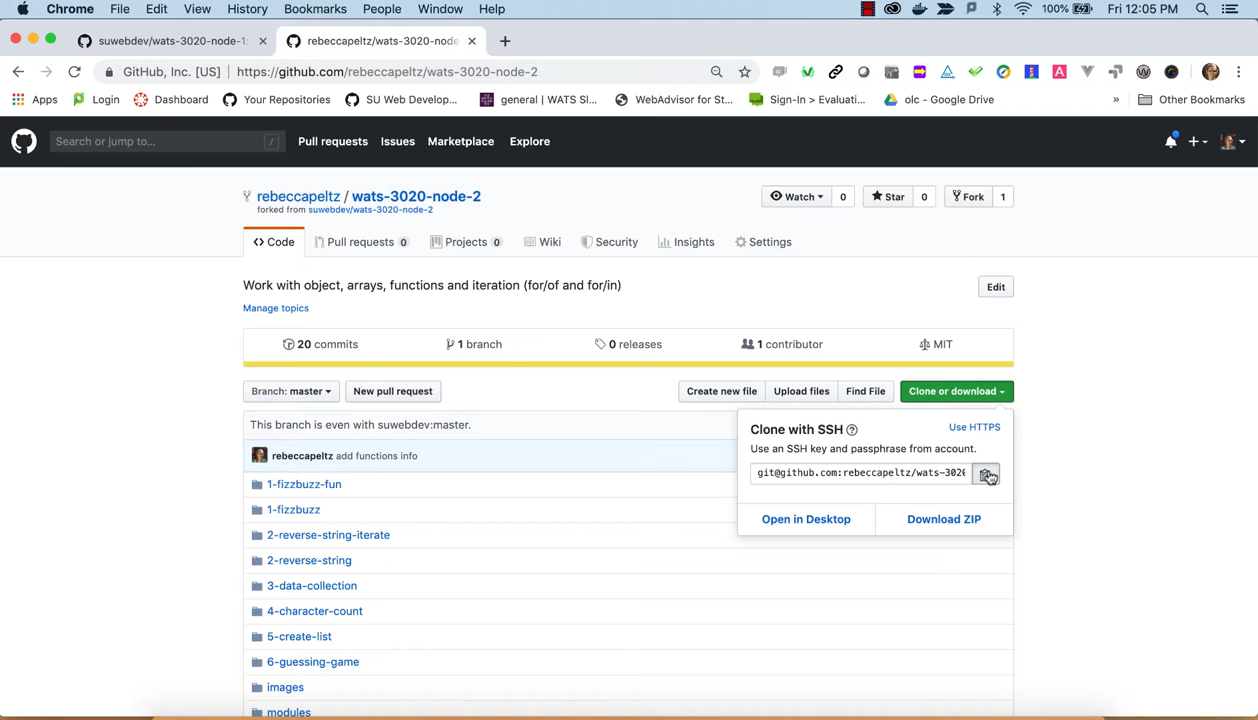 Chrome File Edit View History Bookmarks People Window Help 100% Fri 12:05 PM
suwebdev/wats-3020-node-1: rebeccapeltz/wats-3020-node
GitHub, Inc. [US] https://github.com/rebeccapeltz/wats-3020-node-2
Apps Login Dashboard Your Repositories SU Web Develop... general | WATS Sl... WebAdvisor for St... Sign-In > Evaluati... olc - Google Drive » Other Bookmarks
Search or jump to... / Pull requests Issues Marketplace Explore
rebeccapeltz / wats-3020-node-2 Watch 0 Star 0 Fork 1
forked from suwebdev/wats-3020-node-2
<> Code Pull requests 0 Projects 0 Wiki Security Insights Settings
Work with object, arrays, functions and iteration (for/of and for/in) Edit
Manage topics
20 commits 1 branch 0 releases 1 contributor MIT
Branch: master New pull request Create new file Upload files Find File Clone or download
This branch is even with suwebdev:master.
rebeccapeltz add functions info
Clone with SSH Use HTTPS
Use an SSH key and passphrase from account.
git@github.com:rebeccapeltz/wats-3020
Open in Desktop Download ZIP
1-fizzbuzz-fun
1-fizzbuzz
2-reverse-string-iterate
2-reverse-string
3-data-collection
4-character-count
5-create-list
6-guessing-game
images
modules